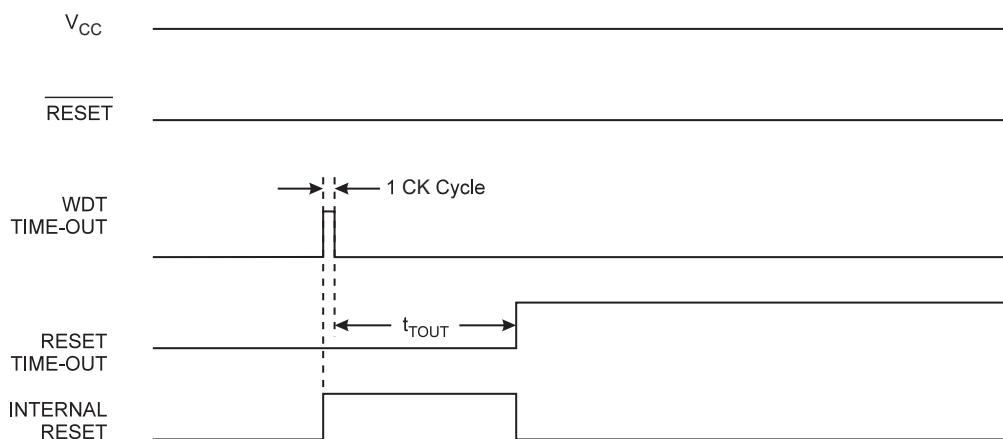 VCC
RESET
1 CK Cycle
WDT
TIME-OUT
tTOUT
RESET
TIME-OUT
INTERNAL
RESET